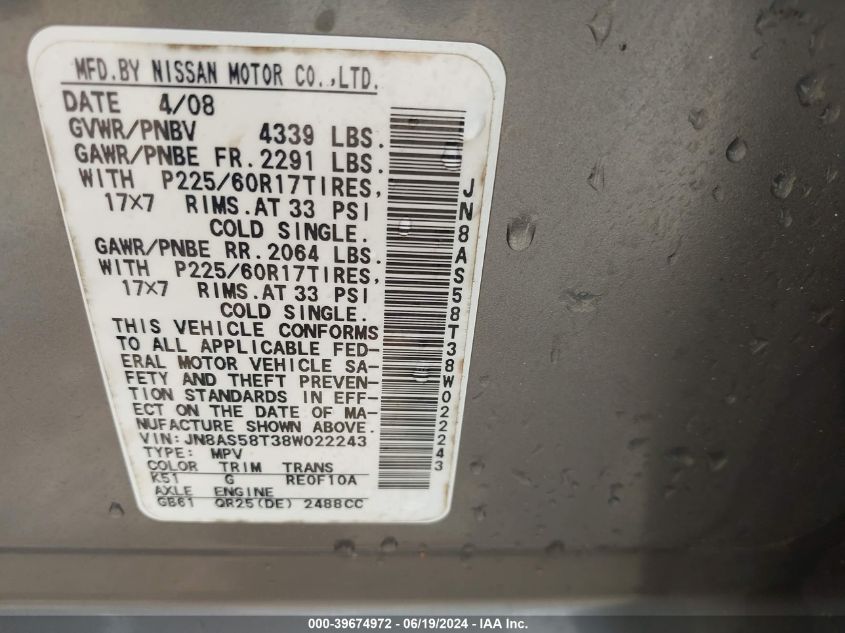 MFD.BY NISSAN MOTOR CO.,LTD.
DATE 4/08
GVWR/PNBV 4339 LBS.
GAWR/PNBE FR.2291 LBS.
WITH P225/60R17TIRES,
17X7 RIMS.AT 33 PSI
COLD SINGLE.
GAWR/PNBE RR.2064 LBS.
WITH P225/60R17TIRES,
17X7 RIMS.AT 33 PSI
COLD SINGLE.
THIS VEHICLE CONFORMS
TO ALL APPLICABLE FED-
ERAL MOTOR VEHICLE SA-
FETY AND THEFT PREVEN-
TION STANDARDS IN EFF-
ECT ON THE DATE OF MA-
NUFACTURE SHOWN ABOVE.
VIN:JN8AS58T38W022243
TYPE: MPV
COLOR TRIM TRANS
K51 G RE0F10A
AXLE ENGINE
GB61 QR25(DE) 2488CC
JN8AS58T38W022243
000-39674972 - 06/19/2024 - IAA Inc.